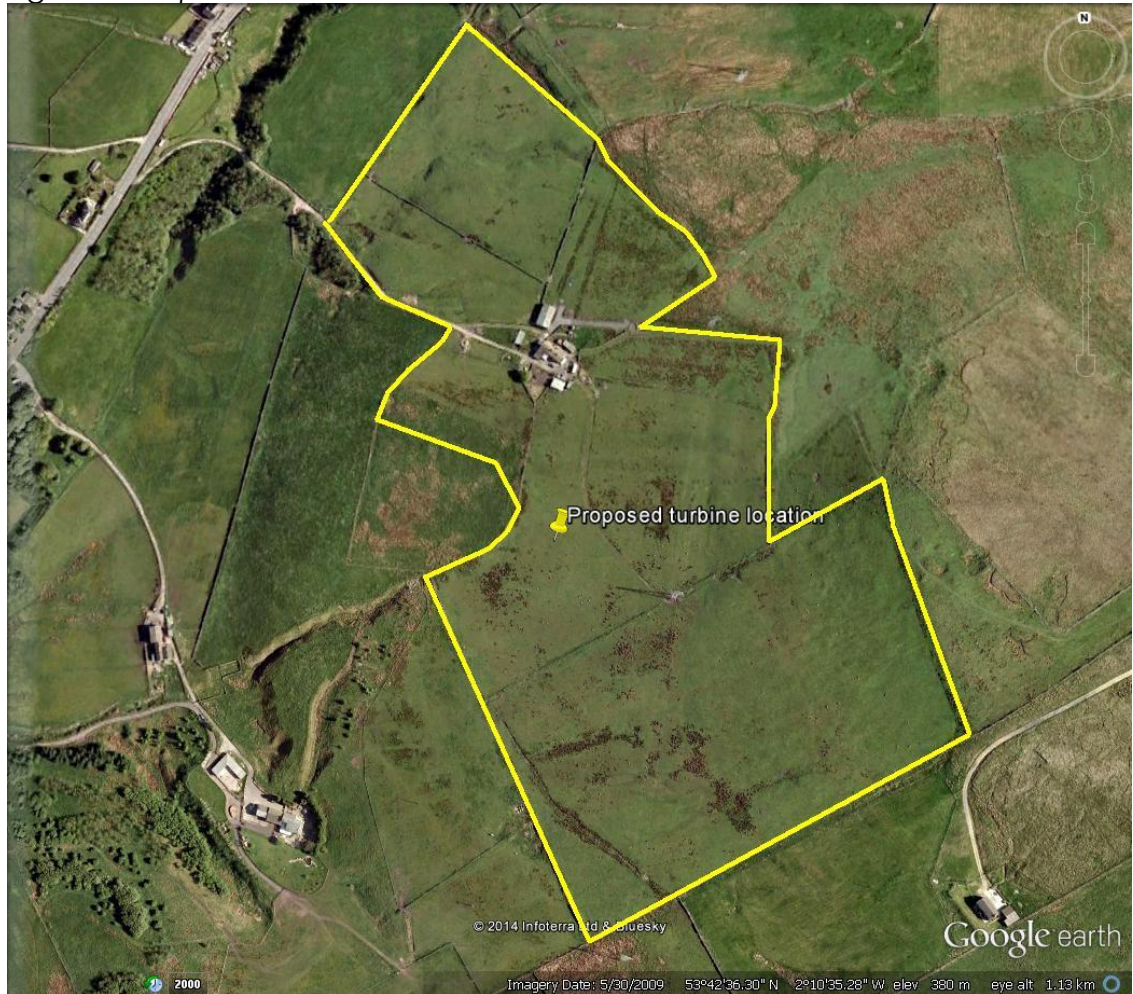 N
Proposed turbine location
© 2014 Infoterra Ltd & Bluesky
Google earth
2000
Imagery Date: 5/30/2009 53°42'36.30" N 2°10'35.28" W elev 380 m eye alt 1.13 km